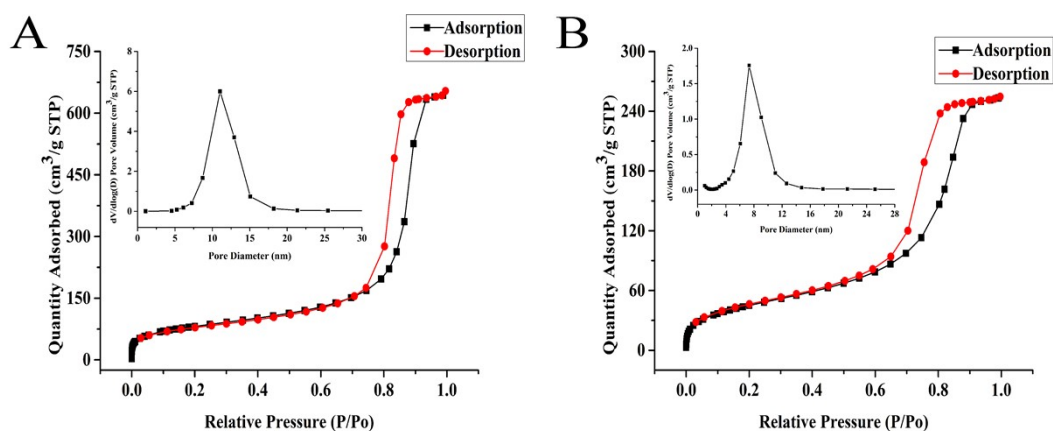 A
Adsorption
Desorption
Quantity Adsorbed (cm³/g STP)
750
600
450
300
150
0
0.0 0.2 0.4 0.6 0.8 1.0
Relative Pressure (P/Po)
dV/dlog(D) Pore Volume (cm³/g STP)
8
6
4
2
0
0 5 10 15 20 25 30
Pore Diameter (nm)
B
Adsorption
Desorption
Quantity Adsorbed (cm³/g STP)
300
240
180
120
60
0
0.0 0.2 0.4 0.6 0.8 1.0
Relative Pressure (P/Po)
dV/dlog(D) Pore Volume (cm³/g STP)
2.0
1.5
1.0
0.5
0.0
0 4 8 12 16 20 24 28
Pore Diameter (nm)